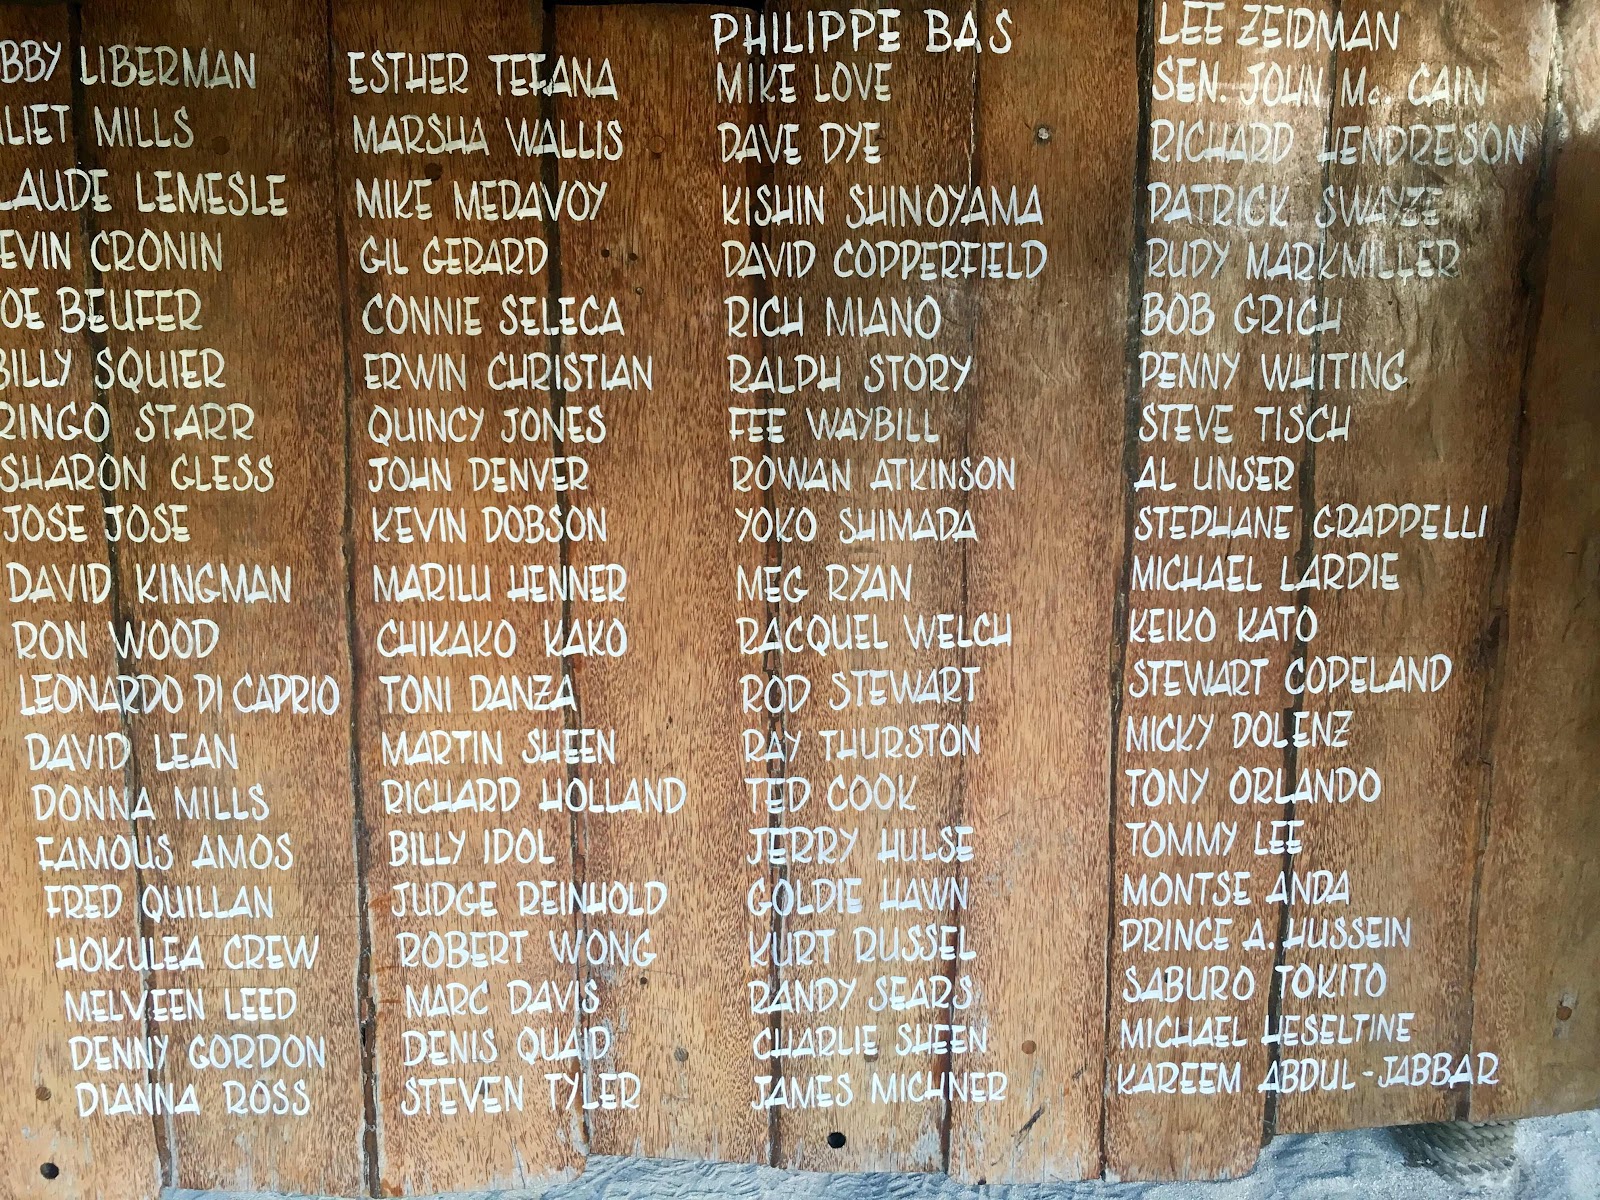 BBY LIBERMAN
LIET MILLS
LAUDE LEMESLE
EVIN CRONIN
OE BEUFER
BILLY SQUIER
RINGO STARR
SHARON GLESS
JOSE JOSE
DAVID KINGMAN
RON WOOD
LEONARDO DI CAPRIO
DAVID LEAN
DONNA MILLS
FAMOUS AMOS
FRED QUILLAN
HOKULEA CREW
MELVEEN LEED
DENNY GORDON
DIANNA ROSS
ESTHER TEFANA
MARSHA WALLIS
MIKE MEDAVOY
GIL GERARD
CONNIE SELECA
ERWIN CHRISTIAN
QUINCY JONES
JOHN DENVER
KEVIN DOBSON
MARILU HENNER
CHIKAKO KAKO
TONI DANZA
MARTIN SHEEN
RICHARD HOLLAND
BILLY IDOL
JUDGE REINHOLD
ROBERT WONG
MARC DAVIS
DENIS QUAID
STEVEN TYLER
PHILIPPE BAS
MIKE LOVE
DAVE DYE
KISHIN SHINOYAMA
DAVID COPPERFIELD
RICH MIANO
RALPH STORY
FEE WAYBILL
ROWAN ATKINSON
YOKO SHIMADA
MEG RYAN
RACQUEL WELCH
ROD STEWART
RAY THURSTON
TED COOK
JERRY HULSE
GOLDIE HAWN
KURT RUSSEL
RANDY SEARS
CHARLIE SHEEN
JAMES MICHNER
LEE ZEIDMAN
SEN. JOHN Mc. CAIN
RICHARD HENDRESON
PATRICK SWAYZE
RUDY MARKMILLER
BOB GRICH
PENNY WHITING
STEVE TISCH
AL UNSER
STEPHANE GRAPPELLI
MICHAEL LARDIE
KEIKO KATO
STEWART COPELAND
MICKY DOLENZ
TONY ORLANDO
TOMMY LEE
MONTSE ANDA
PRINCE A. HUSSEIN
SABURO TOKITO
MICHAEL HESELTINE
KAREEM ABDUL-JABBAR